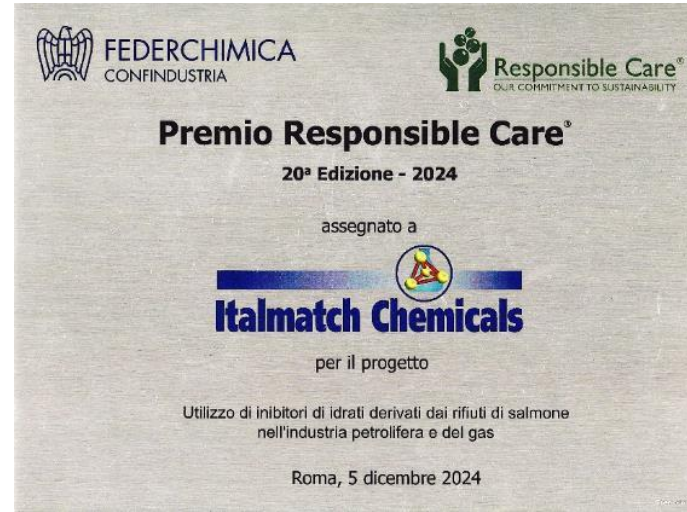 FEDERCHIMICA
CONFINDUSTRIA
Responsible Care®
OUR COMMITMENT TO SUSTAINABILITY
Premio Responsible Care®
20ª Edizione - 2024
assegnato a
Italmatch Chemicals
per il progetto
Utilizzo di inibitori di idrati derivati dai rifiuti di salmone
nell'industria petrolifera e del gas
Roma, 5 dicembre 2024